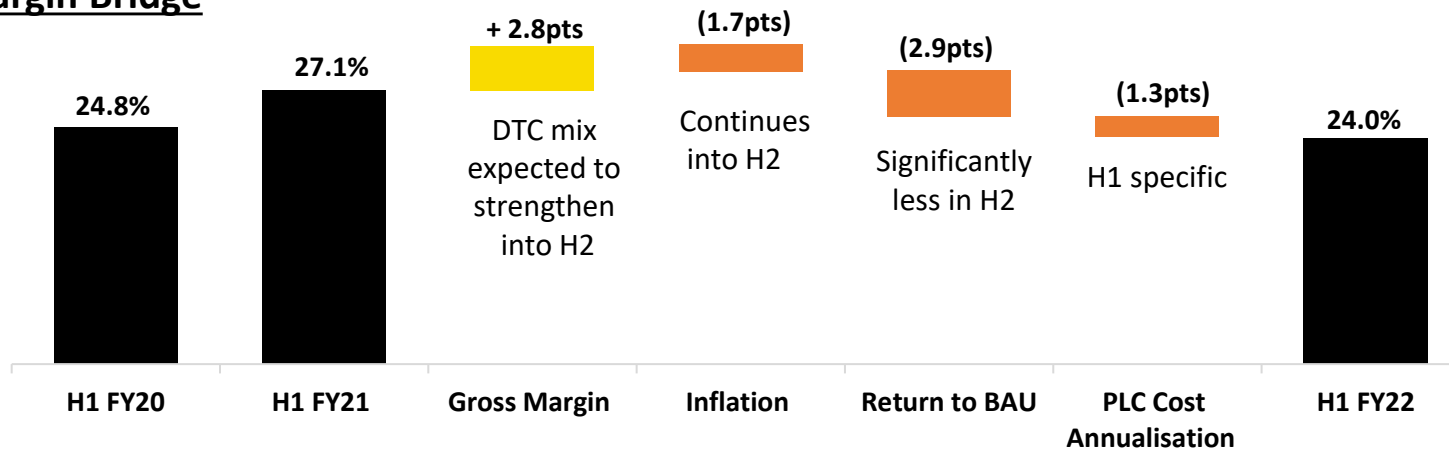 argin Bridge
24.8%
27.1%
+ 2.8pts
DTC mix
expected to
strengthen
into H2
(1.7pts)
Continues
into H2
(2.9pts)
Significantly
less in H2
(1.3pts)
H1 specific
24.0%
H1 FY20
H1 FY21
Gross Margin
Inflation
Return to BAU
PLC Cost
Annualisation
H1 FY22